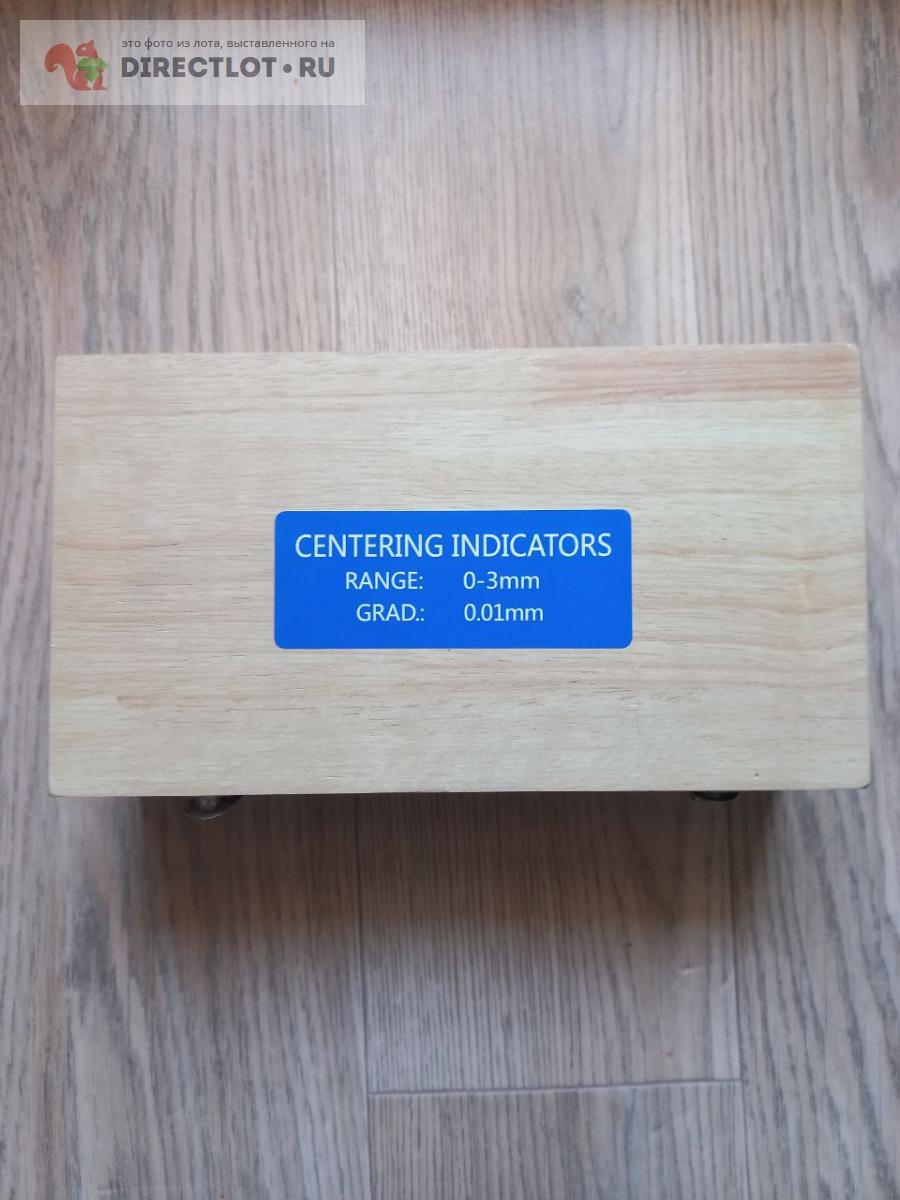 это фото из лота, выставленного на
DIRECTLOT•RU
CENTERING INDICATORS
RANGE: 0-3mm
GRAD.: 0.01mm